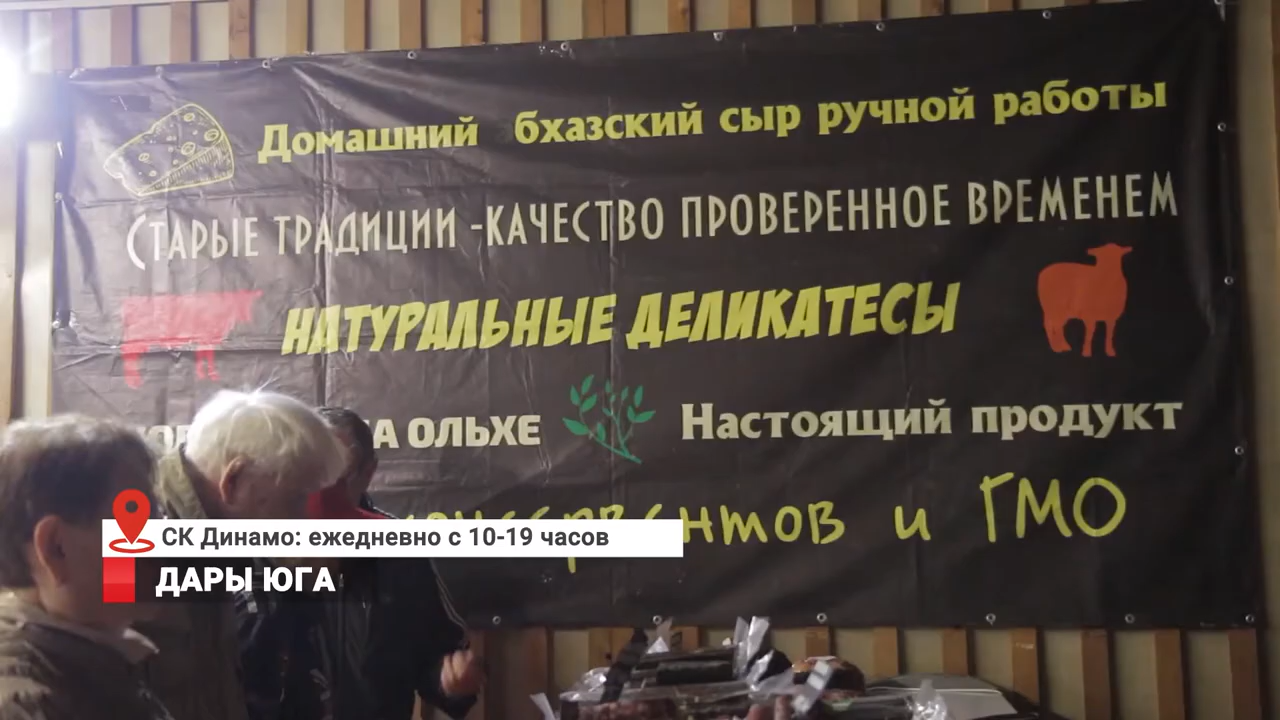 Домашний бхазский сыр ручной работы
СТАРЫЕ ТРАДИЦИИ -КАЧЕСТВО ПРОВЕРЕННОЕ ВРЕМЕНЕМ
НАТУРАЛЬНЫЕ ДЕЛИКАТЕСЫ
НА ОЛЬХЕ
Настоящий продукт
и ГМО
СК Динамо: ежедневно с 10-19 часов
ДАРЫ ЮГА